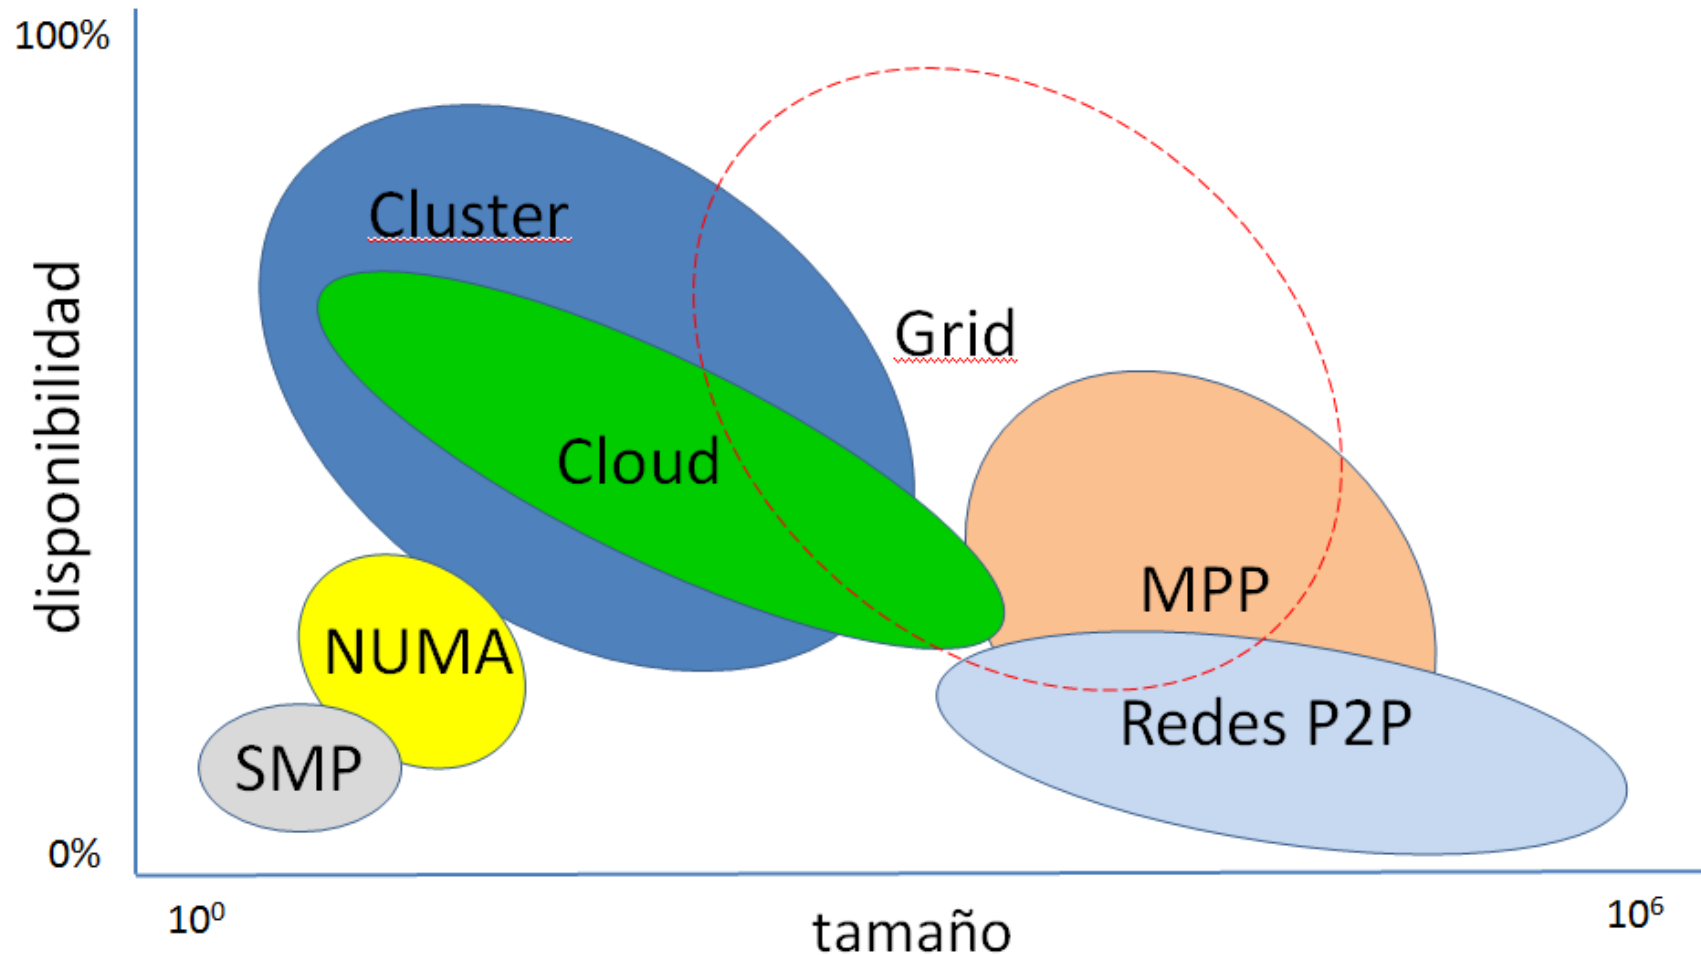 100%
Cluster
Grid
disponibilidad
Cloud
MPP
NUMA
Redes P2P
SMP
0%
10⁰
tamaño
10⁶